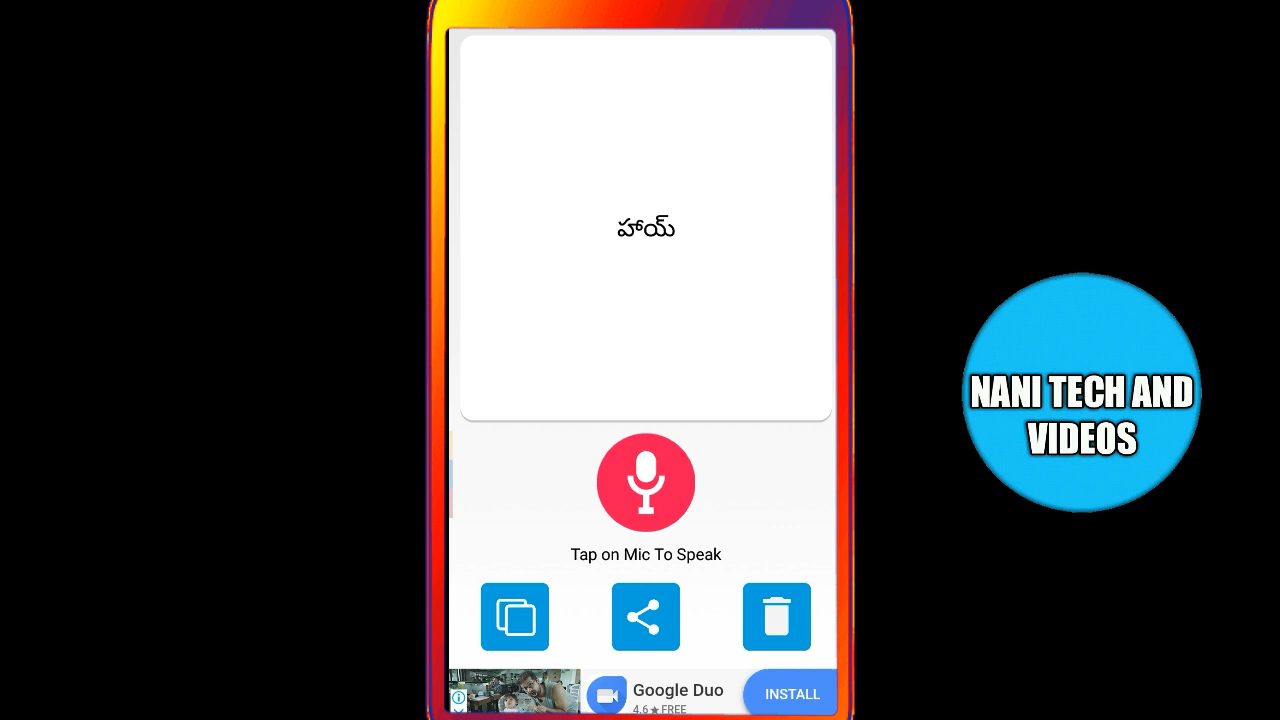 హాయ్
Tap on Mic To Speak
Google Duo
4.6★FREE
INSTALL
NANI TECH AND
VIDEOS